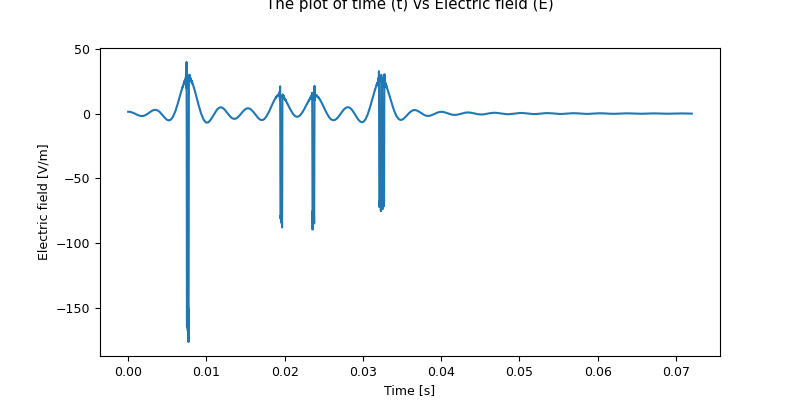 The plot of time (t) vs Electric field (E)
50
0
−50
−100
−150
Electric field [V/m]
0.00 0.01 0.02 0.03 0.04 0.05 0.06 0.07
Time [s]